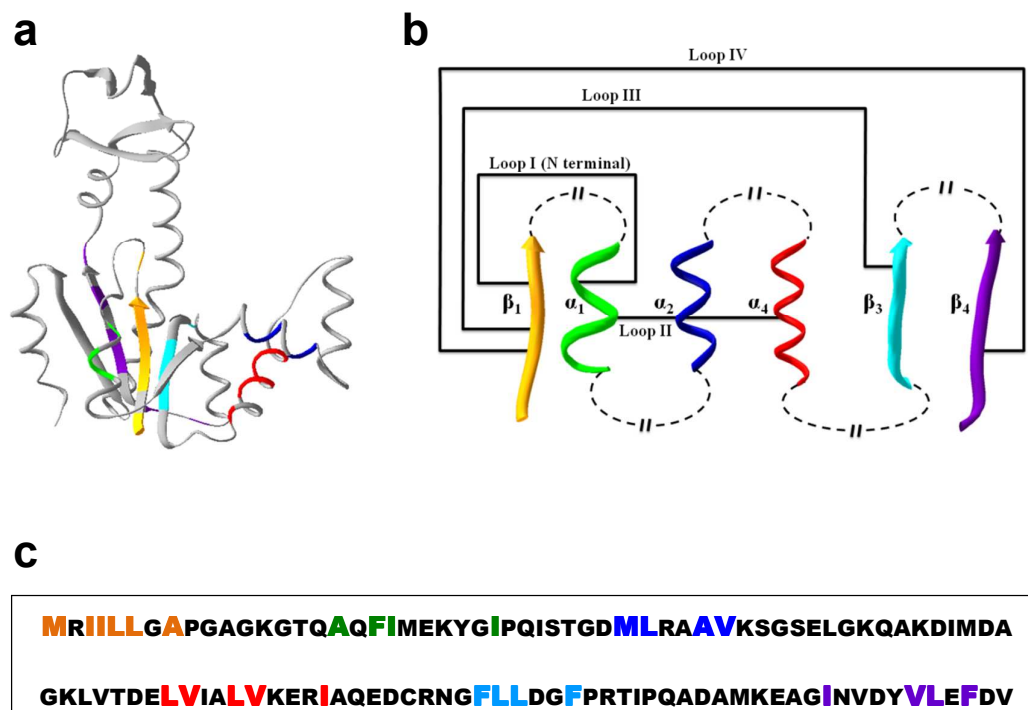 a
b
Loop IV
Loop III
Loop I (N terminal)
β1 α1 α2 α4 β3 β4
Loop II
c
MRIILLGAPGAGKGTQAQFIMEKYGIPQISTGDMLRAAVKSGSELGKQAKDIMDA
GKLVTDELVIALVKERIAQEDCRNGFLLDGFPRTIPQADAMKEAGINVDYVLEFDV